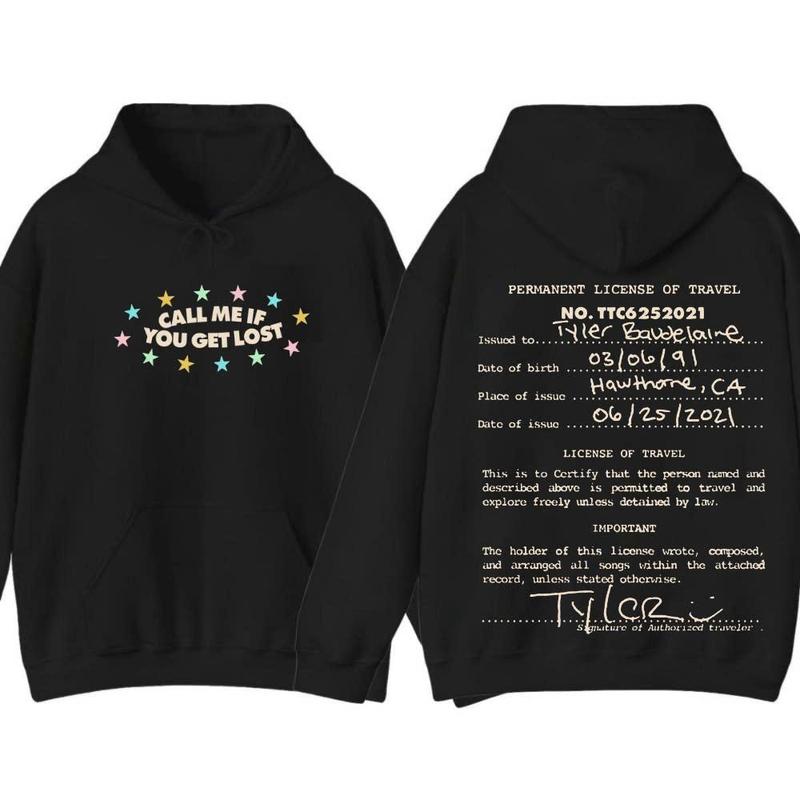 CALL ME IF
YOU GET LOST
PERMANENT LICENSE OF TRAVEL
NO. TTC6252021
Issued to.......Tyler Baudelaire
Date of birth ......03/06/91
Place of issue ......Hawthorne, CA
Date of issue ......06/25/2021
LICENSE OF TRAVEL
This is to Certify that the person named and
described above is permitted to travel and
explore freely unless detained by law.
IMPORTANT
The holder of this license wrote, composed,
and arranged all songs within the attached
record, unless stated otherwise.
TYLER
Signature of Authorized traveler .